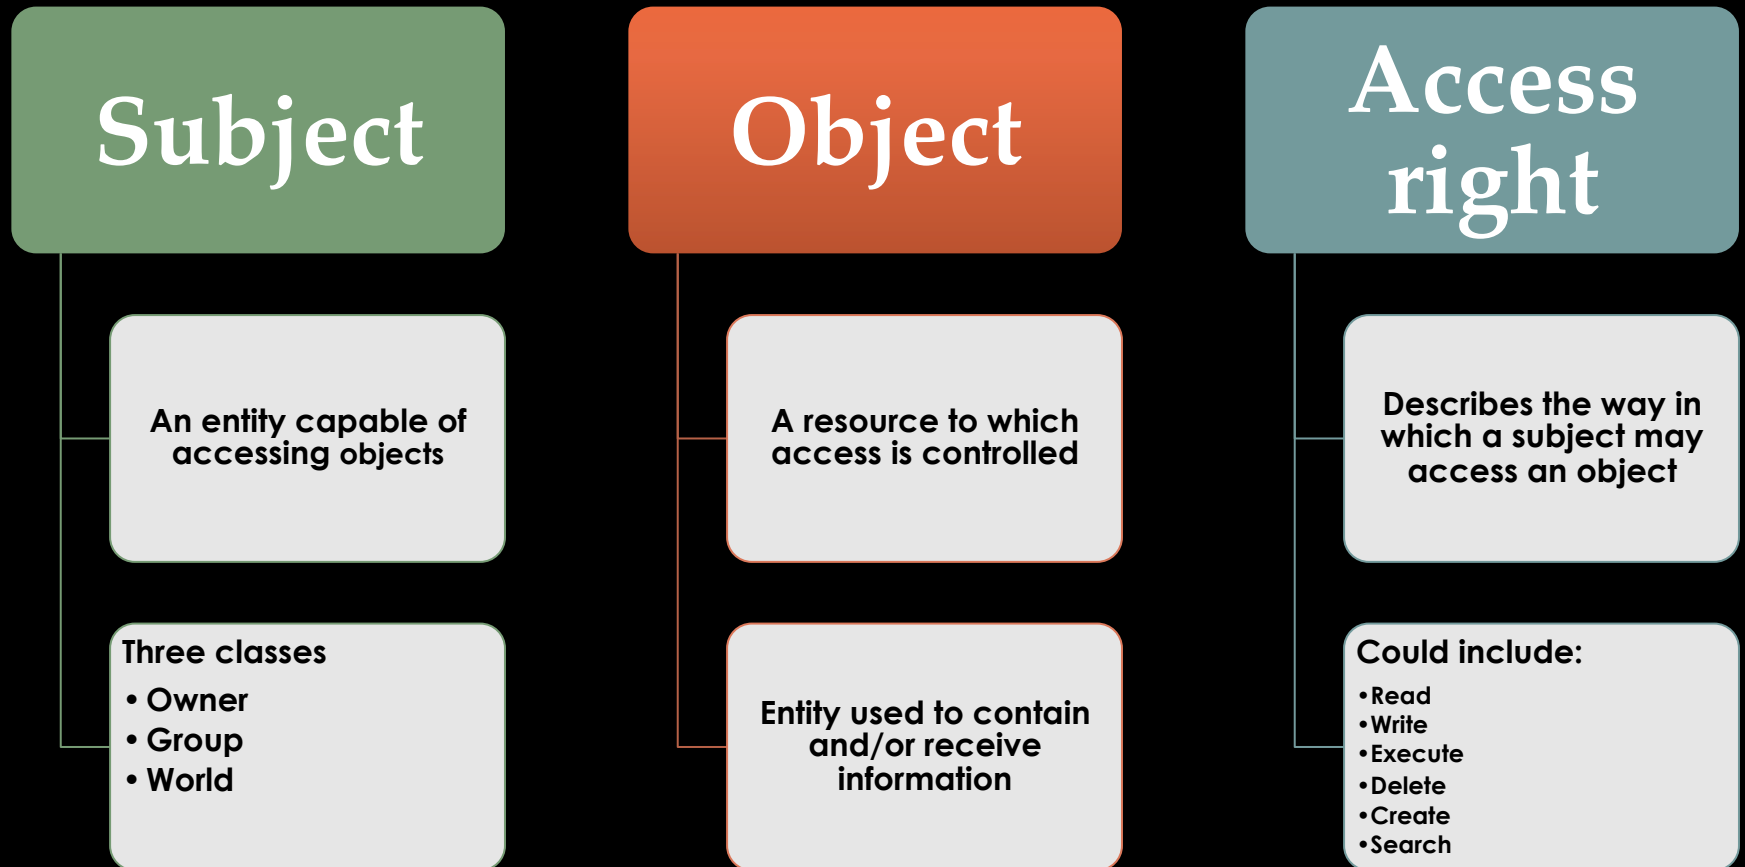 Subject
An entity capable of
accessing objects
Three classes
• Owner
• Group
• World
Object
A resource to which
access is controlled
Entity used to contain
and/or receive
information
Access
right
Describes the way in
which a subject may
access an object
Could include:
•Read
•Write
•Execute
•Delete
•Create
•Search